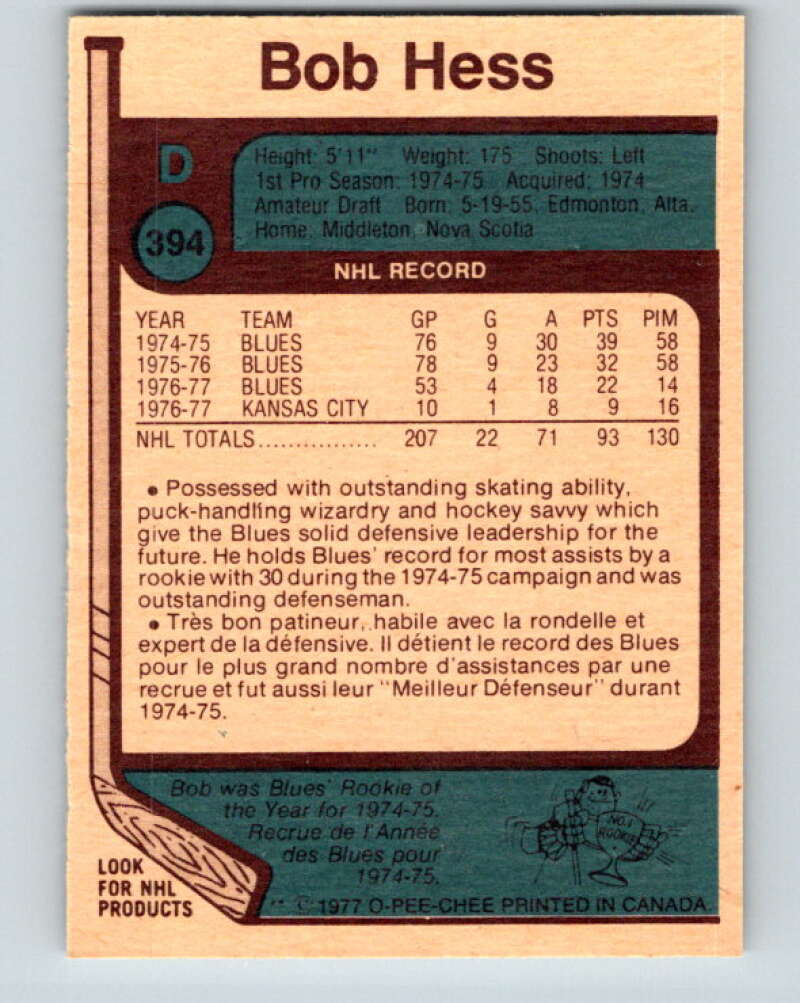 Bob Hess
D
394
Height: 5'11" Weight: 175 Shoots: Left
1st Pro Season: 1974-75 Acquired: 1974
Amateur Draft Born: 5-19-55, Edmonton, Alta.
Home: Middleton, Nova Scotia
NHL RECORD
YEAR TEAM GP G A PTS PIM
1974-75 BLUES 76 9 30 39 58
1975-76 BLUES 78 9 23 32 58
1976-77 BLUES 53 4 18 22 14
1976-77 KANSAS CITY 10 1 8 9 16
NHL TOTALS................ 207 22 71 93 130
• Possessed with outstanding skating ability,
puck-handling wizardry and hockey savvy which
give the Blues solid defensive leadership for the
future. He holds Blues' record for most assists by a
rookie with 30 during the 1974-75 campaign and was
outstanding defenseman.
• Très bon patineur, habile avec la rondelle et
expert de la défensive. Il détient le record des Blues
pour le plus grand nombre d'assistances par une
recrue et fut aussi leur "Meilleur Défenseur" durant
1974-75.
Bob was Blues' Rookie of
the Year for 1974-75.
Recrue de l'Année
des Blues pour
1974-75.
NO.1
ROOKIE
LOOK
FOR NHL
PRODUCTS
** © 1977 O-PEE-CHEE PRINTED IN CANADA